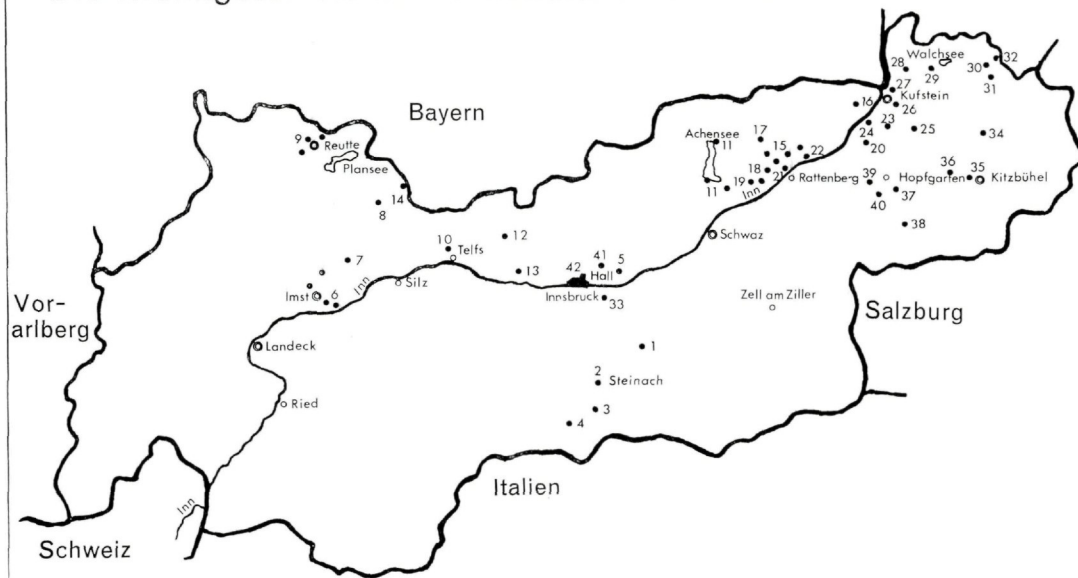 Walchsee
28
29
30
32
31
27
Kufstein
26
16
Bayern
9
Reutte
Plansee
Achensee
11
17
15
22
24
23
25
34
20
18
21
Rattenberg
39
Hopfgarten
36
35
Kitzbühel
11
19
Inn
40
37
38
14
8
10
Telfs
12
41
5
Schwaz
7
Silz
13
42
Hall
Innsbruck
33
Zell am Ziller
Imst
6
Inn
Vor-
arlberg
Salzburg
Landeck
1
2
Steinach
Ried
3
4
Italien
Inn
Schweiz